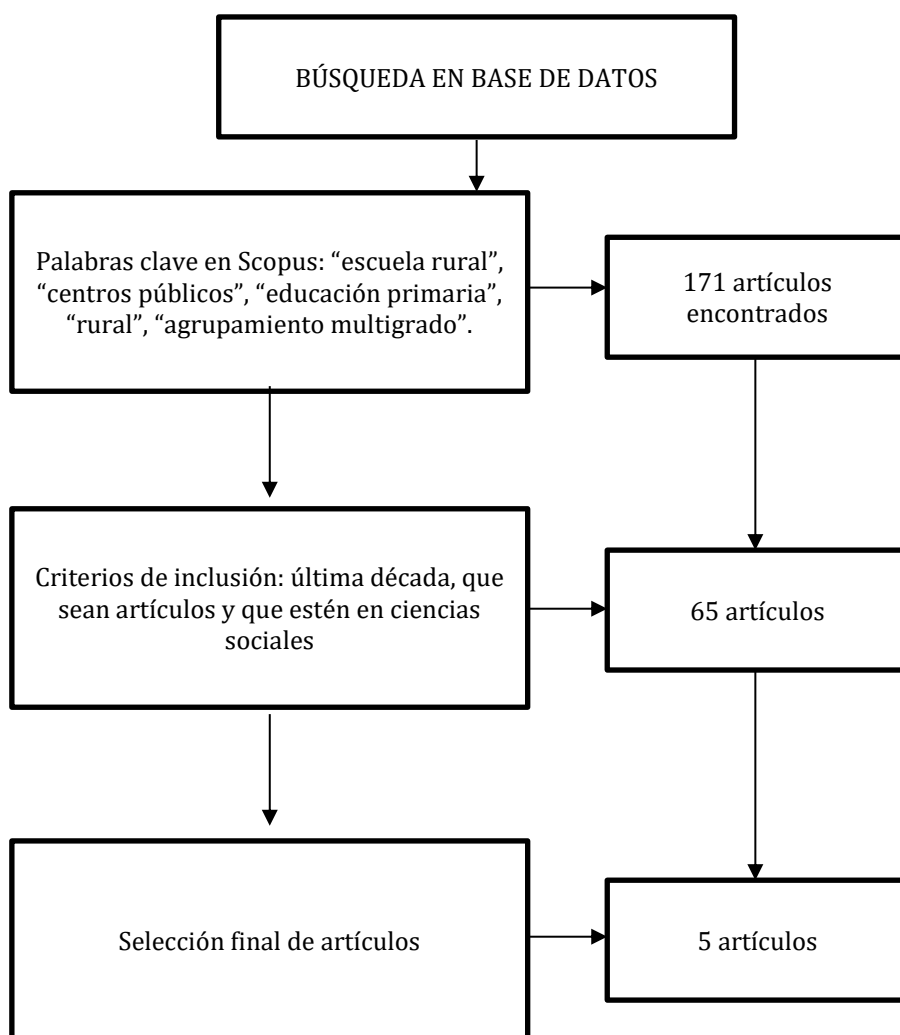 BÚSQUEDA EN BASE DE DATOS
Palabras clave en Scopus: “escuela rural”,
“centros públicos”, “educación primaria”,
“rural”, “agrupamiento multigrado”.
171 artículos
encontrados
Criterios de inclusión: última década, que
sean artículos y que estén en ciencias
sociales
65 artículos
Selección final de artículos
5 artículos